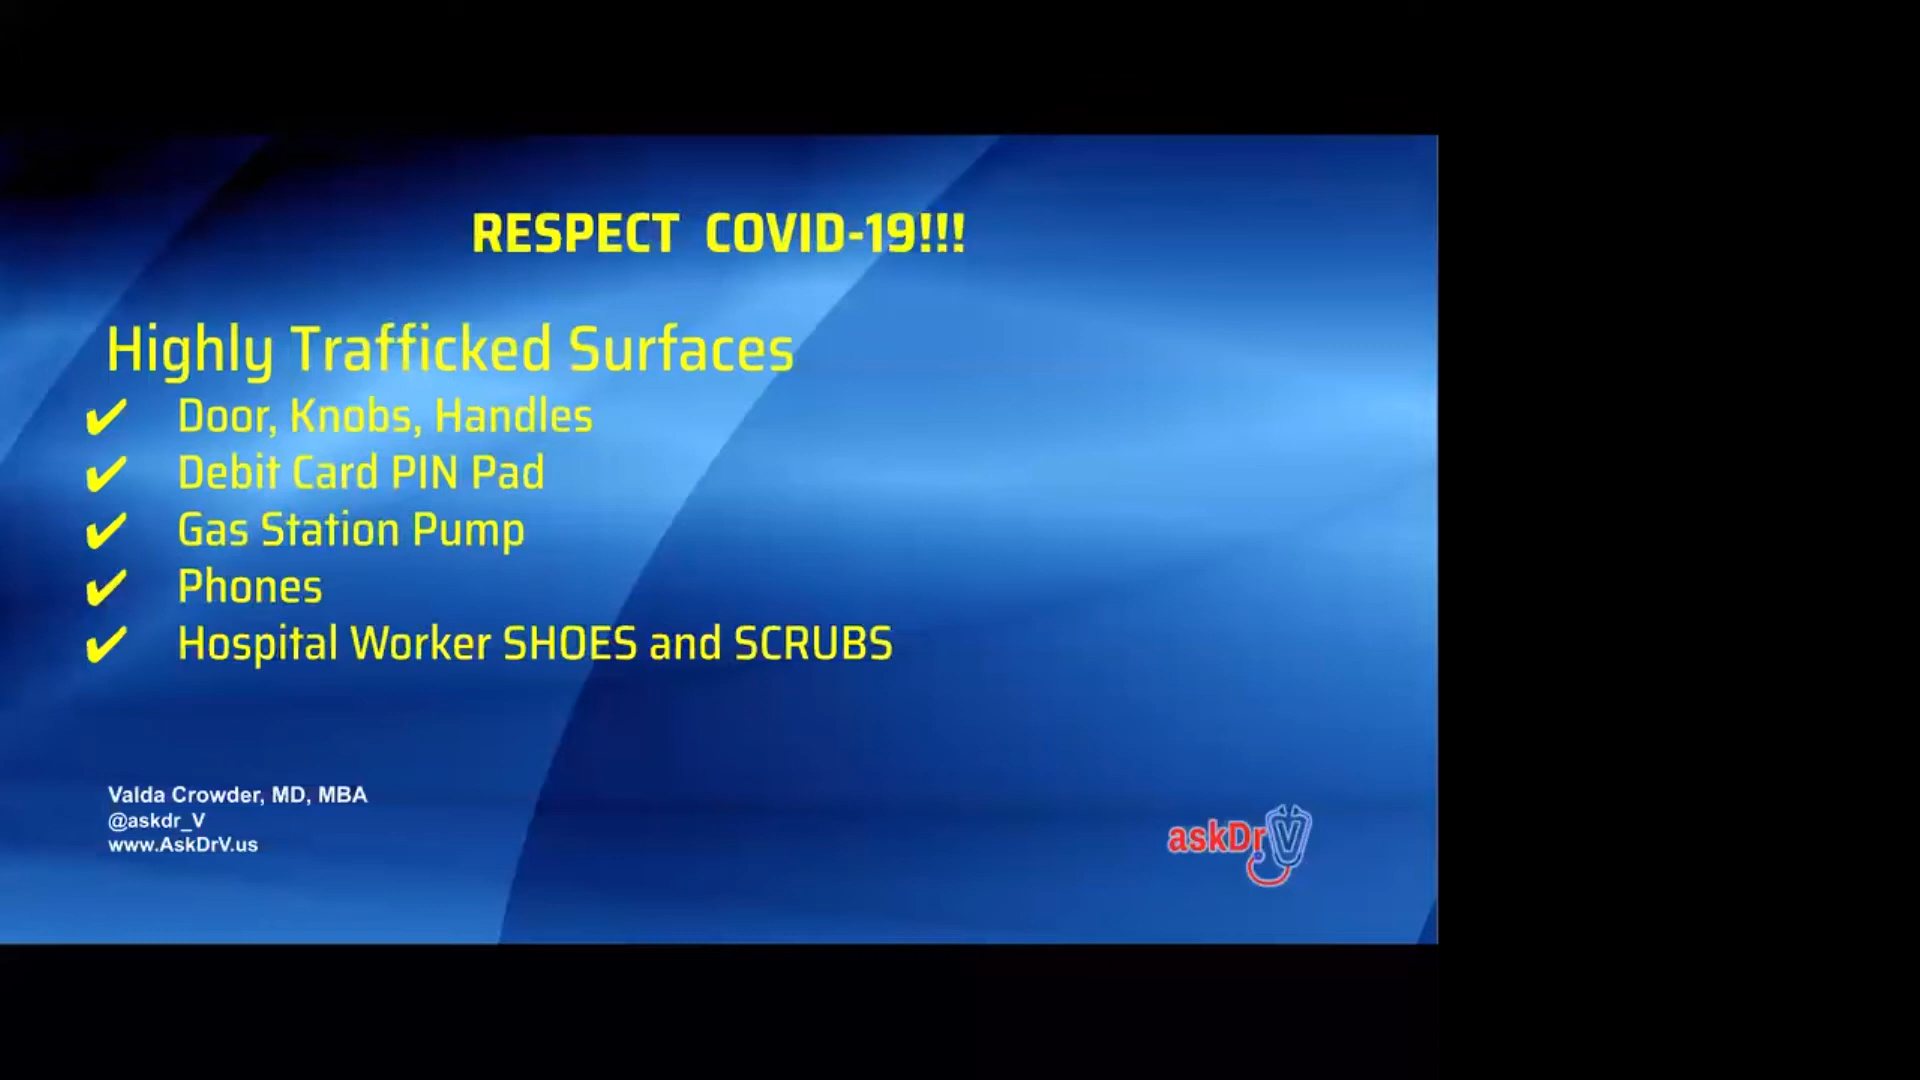 RESPECT COVID-19!!!
Highly Trafficked Surfaces
✔ Door, Knobs, Handles
✔ Debit Card PIN Pad
✔ Gas Station Pump
✔ Phones
✔ Hospital Worker SHOES and SCRUBS
Valda Crowder, MD, MBA
@askdr_V
www.AskDrV.us
askDrV